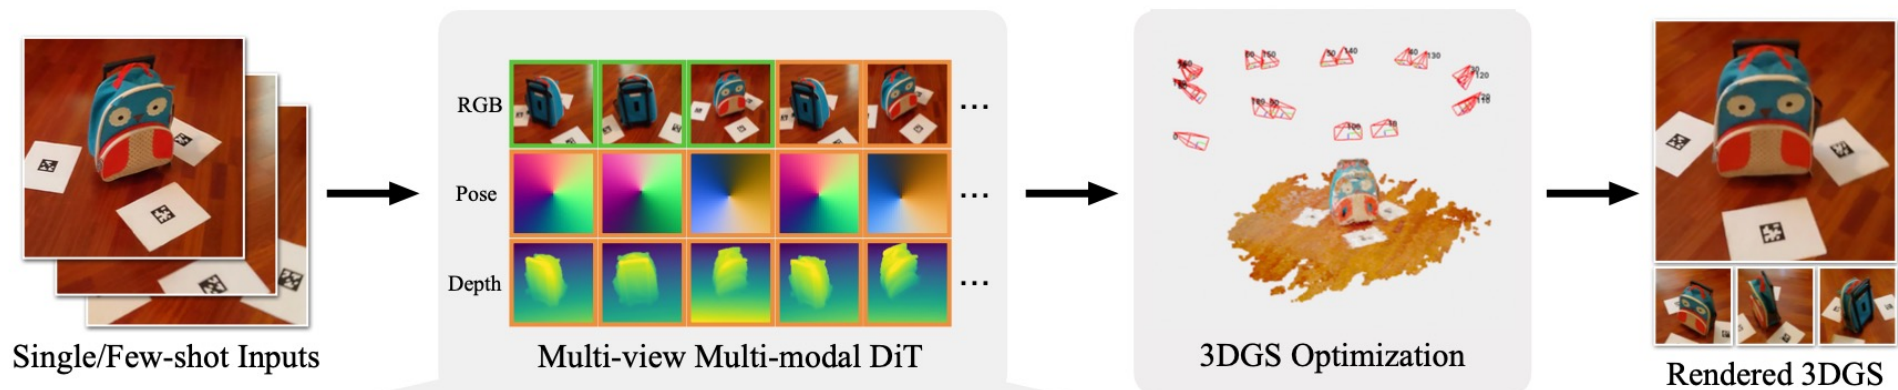 RGB
...
Pose
...
Depth
...
Single/Few-shot Inputs
Multi-view Multi-modal DiT
3DGS Optimization
Rendered 3DGS